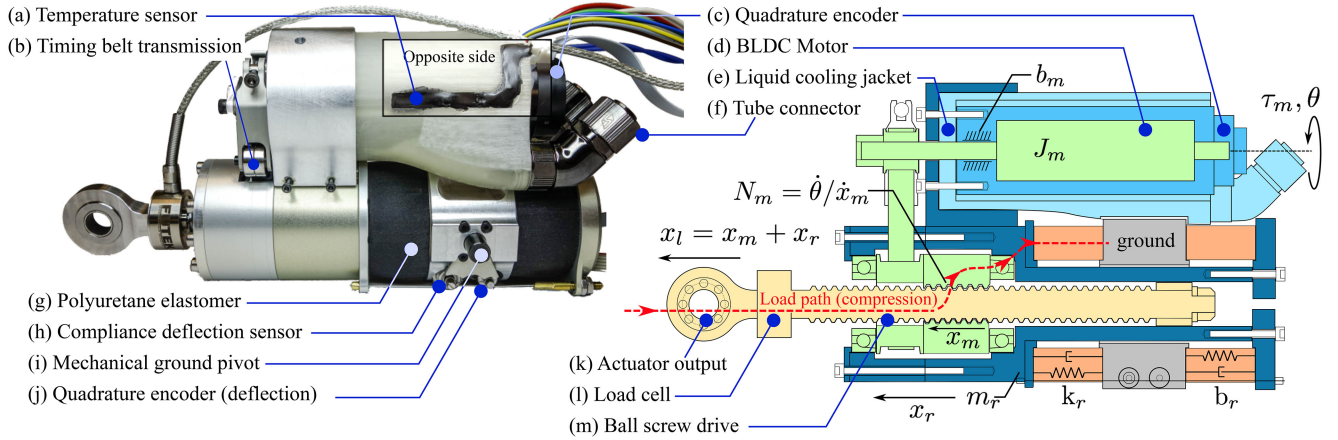 (a) Temperature sensor
(b) Timing belt transmission
Opposite side
(c) Quadrature encoder
(d) BLDC Motor
(e) Liquid cooling jacket
(f) Tube connector
b_m
τ_m, θ
J_m
N_m = θ̇/ẋ_m
x_l = x_m + x_r
ground
Load path (compression)
x_m
(g) Polyuretane elastomer
(h) Compliance deflection sensor
(i) Mechanical ground pivot
(j) Quadrature encoder (deflection)
(k) Actuator output
(l) Load cell
(m) Ball screw drive
x_r
m_r
k_r
b_r